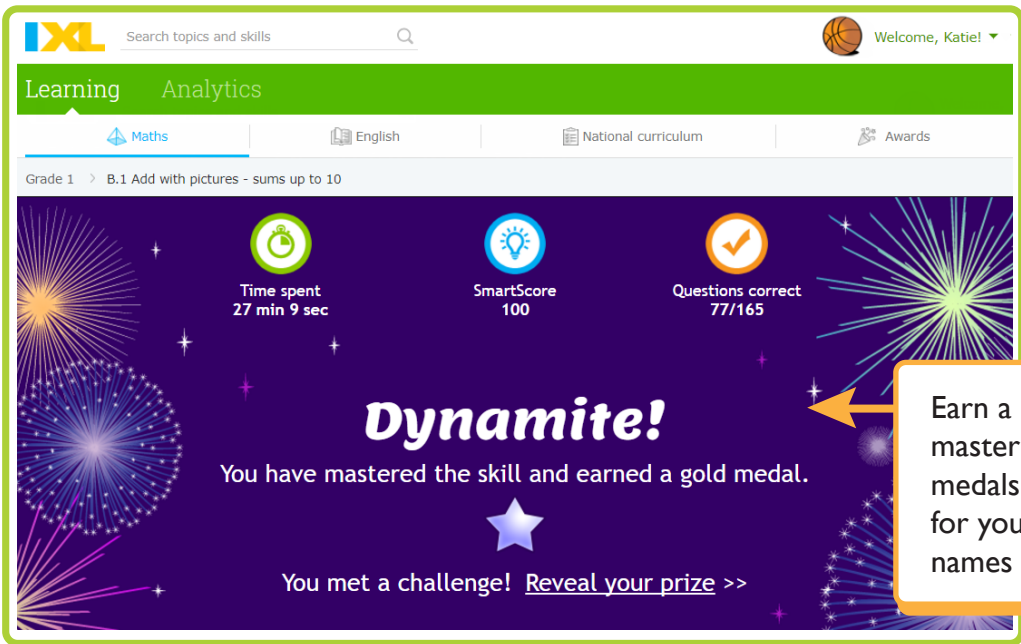 IXL
Search topics and skills
Welcome, Katie!
Learning
Analytics
Maths
English
National curriculum
Awards
Grade 1 > B.1 Add with pictures - sums up to 10
Time spent
27 min 9 sec
SmartScore
100
Questions correct
77/165
Dynamite!
You have mastered the skill and earned a gold medal.
You met a challenge! Reveal your prize >>
Earn a
master
medals
for you
names